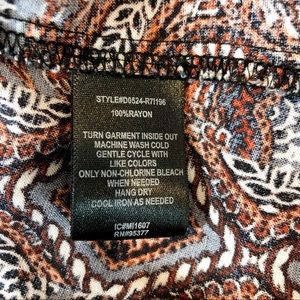 STYLE#D0524-R71196
100%RAYON
TURN GARMENT INSIDE OUT
MACHINE WASH COLD
GENTLE CYCLE WITH
LIKE COLORS
ONLY NON-CHLORINE BLEACH
WHEN NEEDED
HANG DRY
COOL IRON AS NEEDED
IC#MI1607
RN#95377